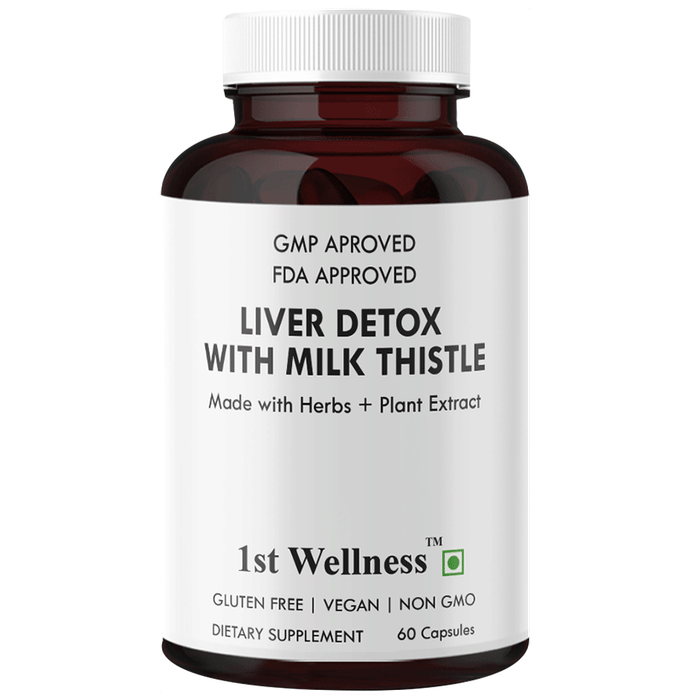 GMP APROVED
FDA APPROVED
LIVER DETOX
WITH MILK THISTLE
Made with Herbs + Plant Extract
1st Wellness™
GLUTEN FREE | VEGAN | NON GMO
DIETARY SUPPLEMENT 60 Capsules